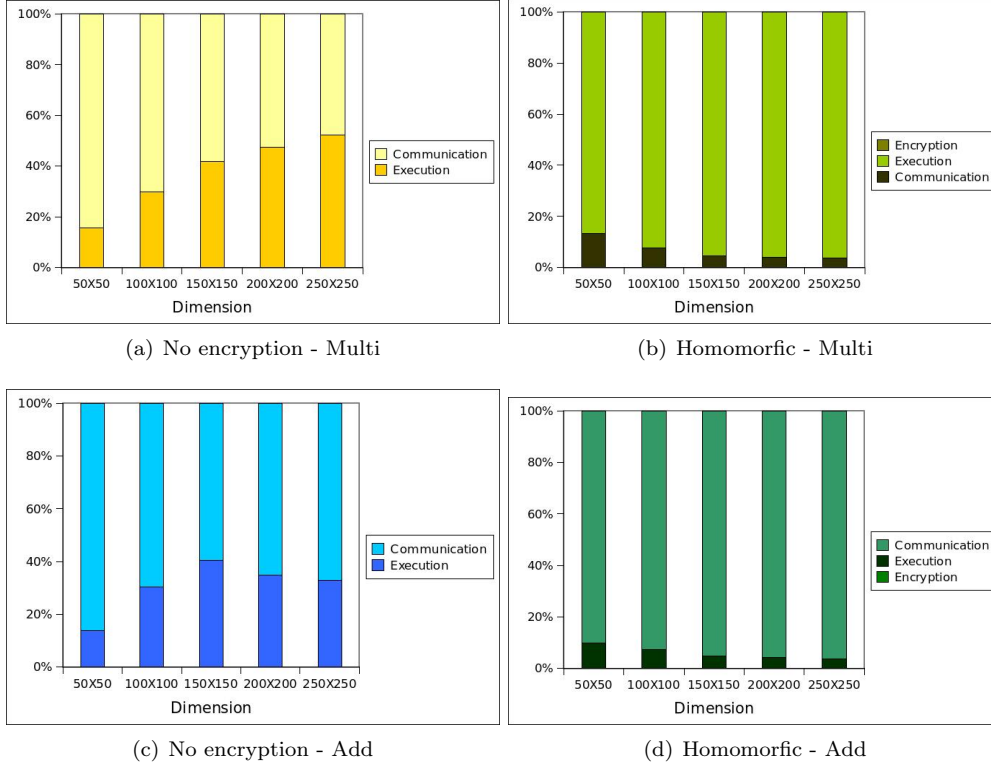 100%
80%
60%
40%
20%
0%
50X50 100X100 150X150 200X200 250X250
Dimension
Communication
Execution
(a) No encryption - Multi
100%
80%
60%
40%
20%
0%
50X50 100X100 150X150 200X200 250X250
Dimension
Encryption
Execution
Communication
(b) Homomorfic - Multi
100%
80%
60%
40%
20%
0%
50X50 100X100 150X150 200X200 250X250
Dimension
Communication
Execution
(c) No encryption - Add
100%
80%
60%
40%
20%
0%
50X50 100X100 150X150 200X200 250X250
Dimension
Communication
Execution
Encryption
(d) Homomorfic - Add